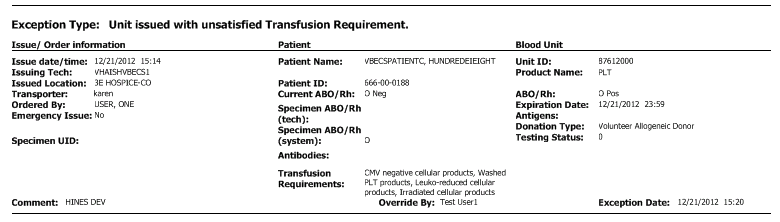 Exception Type: Unit issued with unsatisfied Transfusion Requirement.
Issue/ Order information Patient Blood Unit
Issue date/time: 12/21/2012 15:14 Patient Name: VBECSPATIENTC, HUNDREDEIEIGHT Unit ID: 87612000
Issuing Tech: VHAISHVBECS1 Product Name: PLT
Issued Location: 3E HOSPICE-CO Patient ID: 666-00-0188
Transporter: karen Current ABO/Rh: O Neg ABO/Rh: O Pos
Ordered By: USER, ONE Specimen ABO/Rh Expiration Date: 12/21/2012 23:59
Emergency Issue: No (tech): Antigens:
Specimen ABO/Rh Donation Type: Volunteer Allogeneic Donor
Specimen UID: (system): O Testing Status: 0
Antibodies:
Transfusion CMV negative cellular products, Washed
Requirements: PLT products, Leuko-reduced cellular
products, Irradiated cellular products
Comment: HINES DEV Override By: Test User1 Exception Date: 12/21/2012 15:20